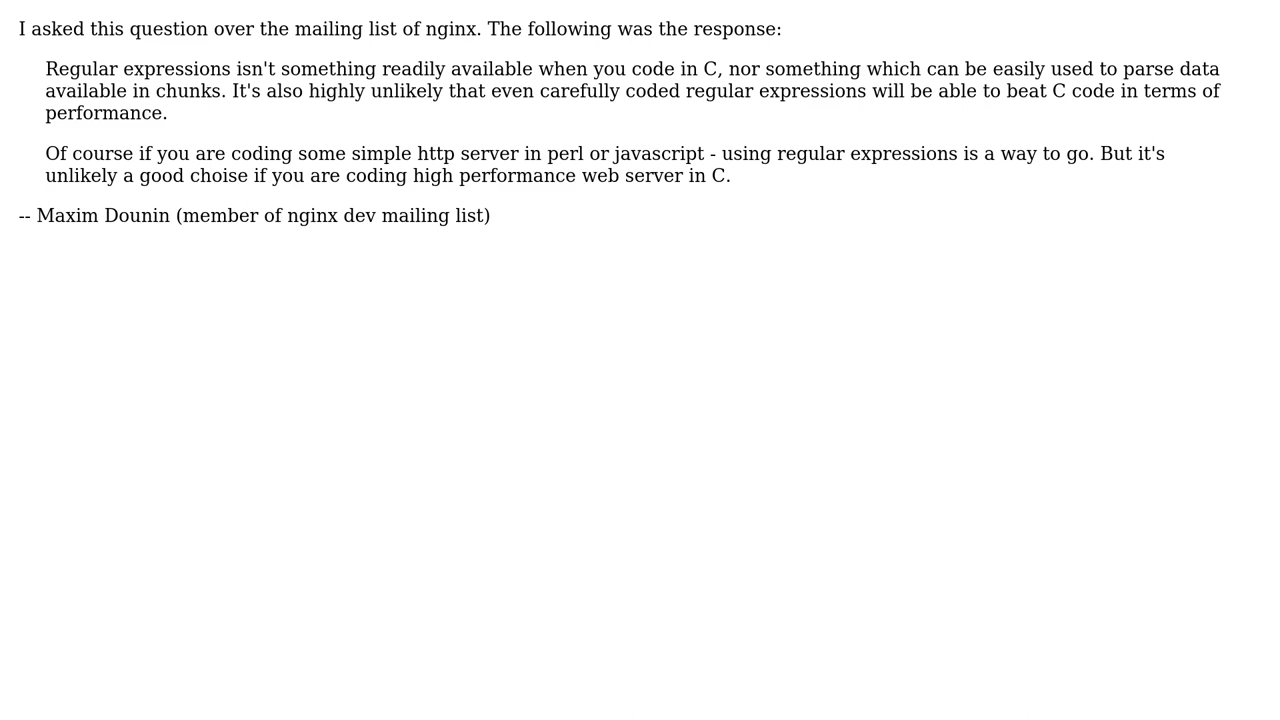 I asked this question over the mailing list of nginx. The following was the response:
Regular expressions isn't something readily available when you code in C, nor something which can be easily used to parse data
available in chunks. It's also highly unlikely that even carefully coded regular expressions will be able to beat C code in terms of
performance.
Of course if you are coding some simple http server in perl or javascript - using regular expressions is a way to go. But it's
unlikely a good choise if you are coding high performance web server in C.
-- Maxim Dounin (member of nginx dev mailing list)